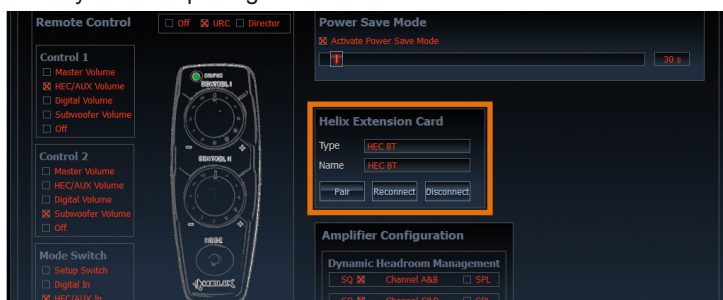 Remote Control
Off URC Director
Control 1
Master Volume
HEC/AUX Volume
Digital Volume
Subwoofer Volume
Off
Control 2
Master Volume
HEC/AUX Volume
Digital Volume
Subwoofer Volume
Off
Mode Switch
Setup Switch
Digital In
HEC/AUX In
CONTROL I
CONTROL II
MODE
Power Save Mode
Activate Power Save Mode
30 s
Helix Extension Card
Type HEC BT
Name HEC BT
Pair Reconnect Disconnect
Amplifier Configuration
Dynamic Headroom Management
SQ Channel A&B SPL